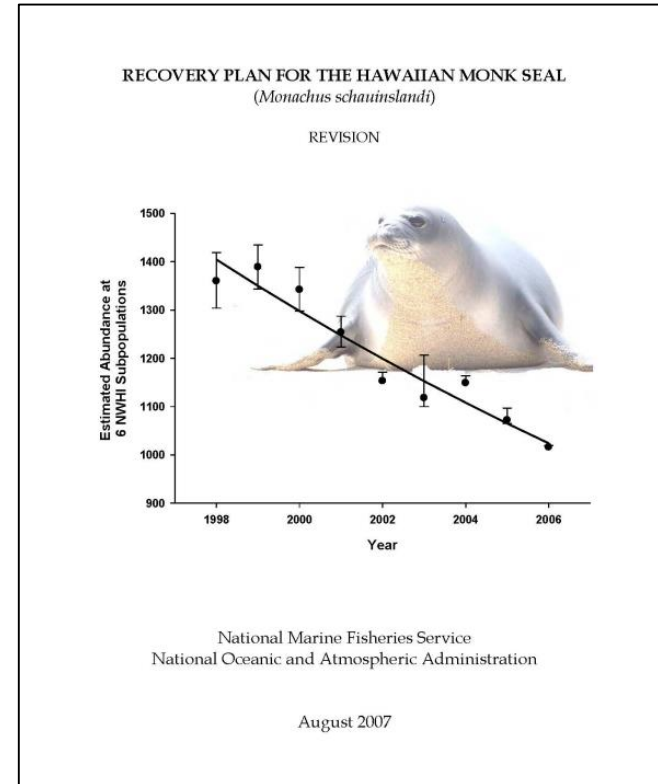 RECOVERY PLAN FOR THE HAWAIIAN MONK SEAL
(Monachus schauinslandi)
REVISION
1500
1400
1300
1200
1100
1000
900
Estimated Abundance at
6 NWHI Subpopulations
1998
2000
2002
2004
2006
Year
National Marine Fisheries Service
National Oceanic and Atmospheric Administration
August 2007